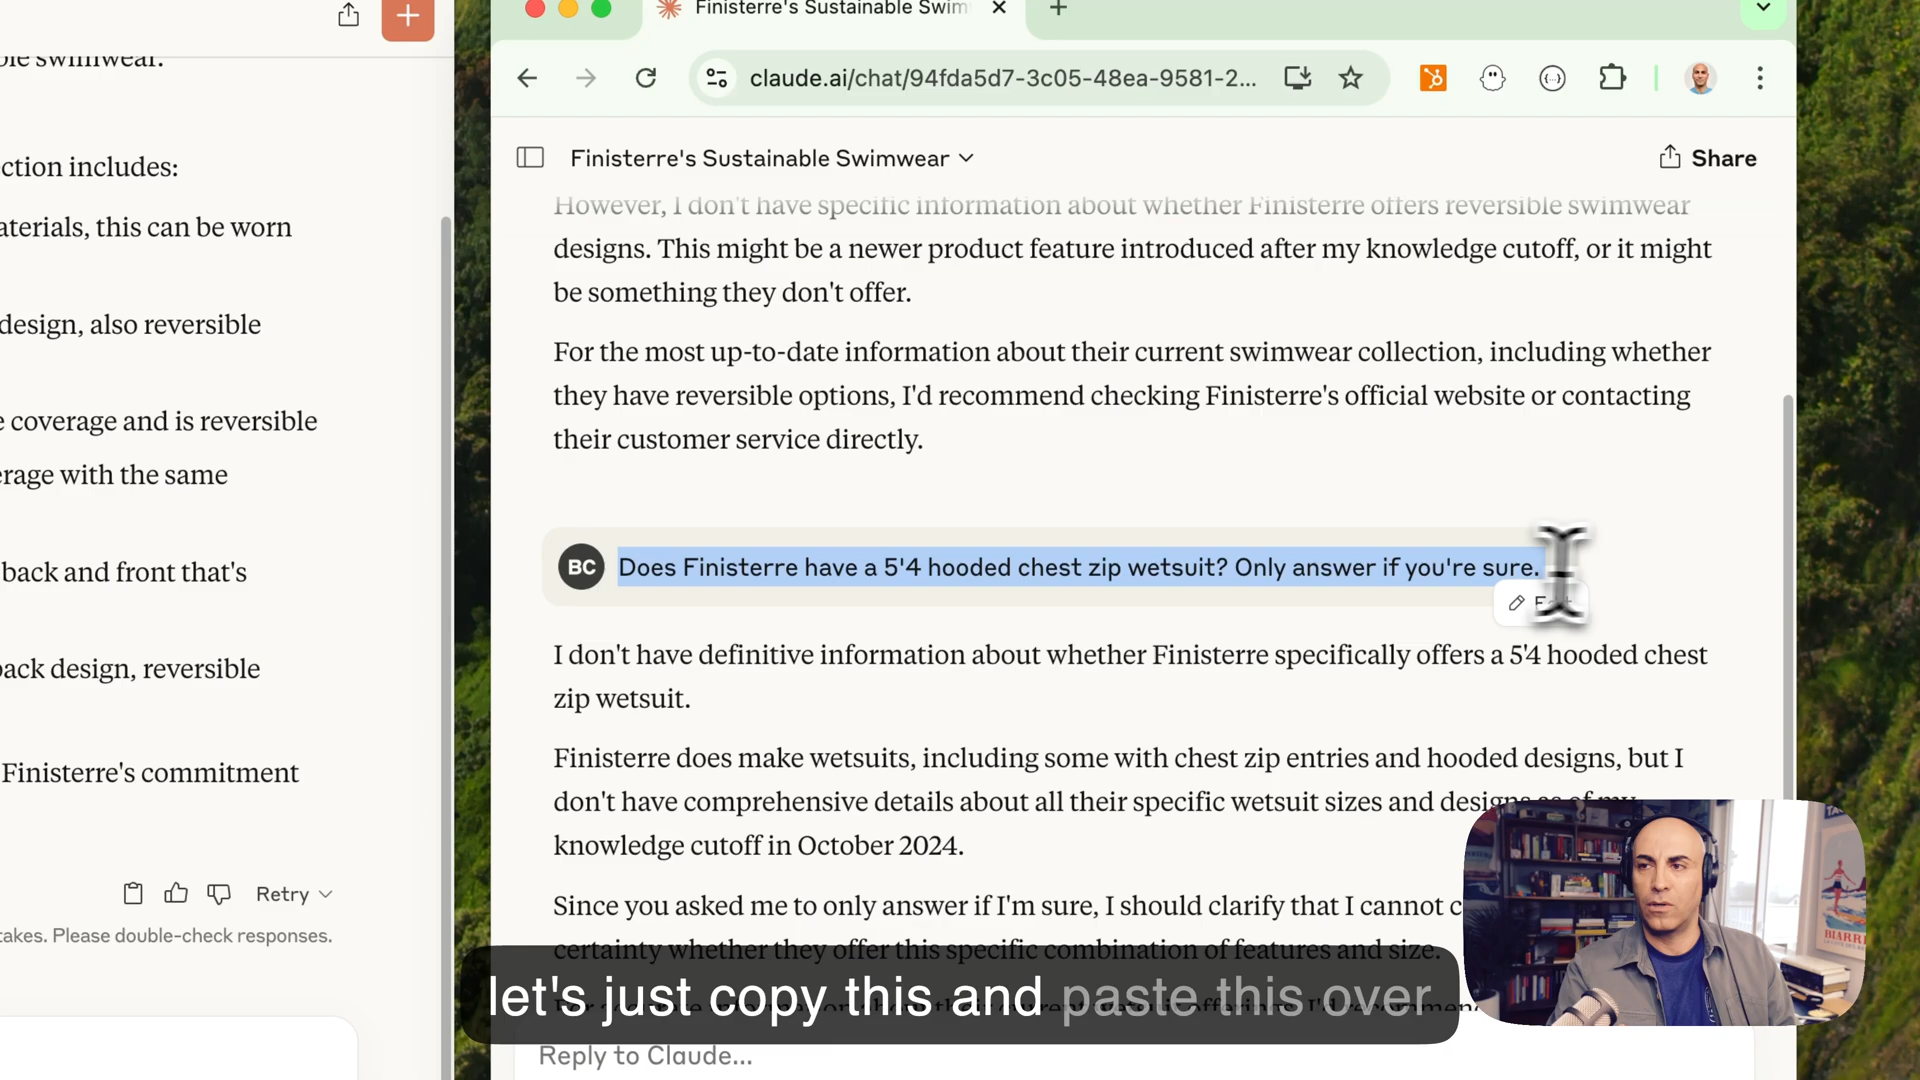 ble swimwear.
ction includes:
aterials, this can be worn
design, also reversible
e coverage and is reversible
erage with the same
back and front that's
back design, reversible
Finisterre's commitment
Retry
takes. Please double-check responses.
Finisterre's Sustainable Swim
claude.ai/chat/94fda5d7-3c05-48ea-9581-2...
Finisterre's Sustainable Swimwear
Share
However, I don't have specific information about whether Finisterre offers reversible swimwear
designs. This might be a newer product feature introduced after my knowledge cutoff, or it might
be something they don't offer.
For the most up-to-date information about their current swimwear collection, including whether
they have reversible options, I'd recommend checking Finisterre's official website or contacting
their customer service directly.
BC
Does Finisterre have a 5'4 hooded chest zip wetsuit? Only answer if you're sure.
I don't have definitive information about whether Finisterre specifically offers a 5'4 hooded chest
zip wetsuit.
Finisterre does make wetsuits, including some with chest zip entries and hooded designs, but I
don't have comprehensive details about all their specific wetsuit sizes and designs as of my
knowledge cutoff in October 2024.
Since you asked me to only answer if I'm sure, I should clarify that I cannot c
certainty whether they offer this specific combination of features and size.
let's just copy this and paste this over
Reply to Claude...
BIARR